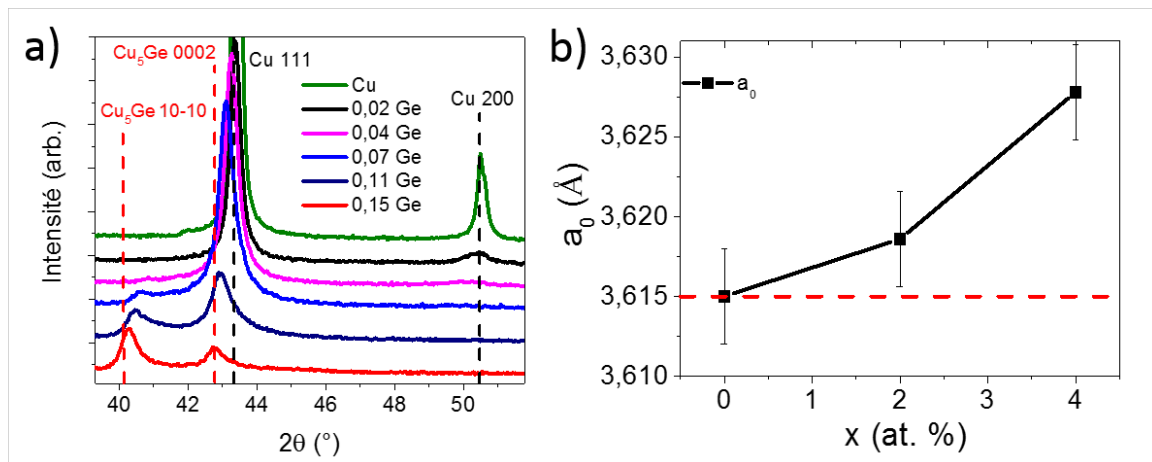 a)
Cu5Ge 0002
Cu 111
Cu5Ge 10-10
Cu 200
Cu
0,02 Ge
0,04 Ge
0,07 Ge
0,11 Ge
0,15 Ge
Intensité (arb.)
40 42 44 46 48 50
2θ (°)
b)
a0
3,630
3,625
3,620
3,615
3,610
a0 (Å)
0 1 2 3 4
x (at. %)